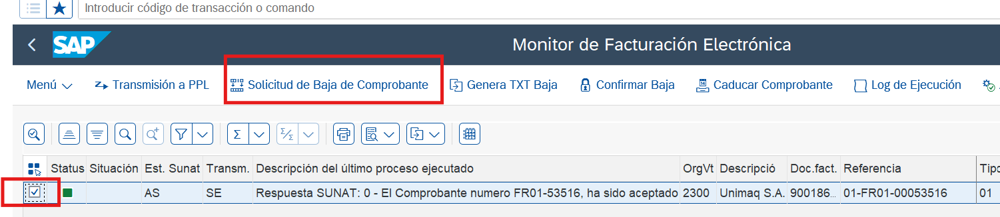 Introducir código de transacción o comando
SAP Monitor de Facturación Electrónica
Menú Transmisión a PPL Solicitud de Baja de Comprobante Genera TXT Baja Confirmar Baja 14 Caducar Comprobante Log de Ejecución
Status Situación Est. Sunat Transm. Descripción del último proceso ejecutado OrgVt Descripció Doc.fact. Referencia Tipo
AS SE Respuesta SUNAT: 0 - El Comprobante numero FR01-53516, ha sido aceptado 2300 Unimaq S.A. 900186... 01-FR01-00053516 01